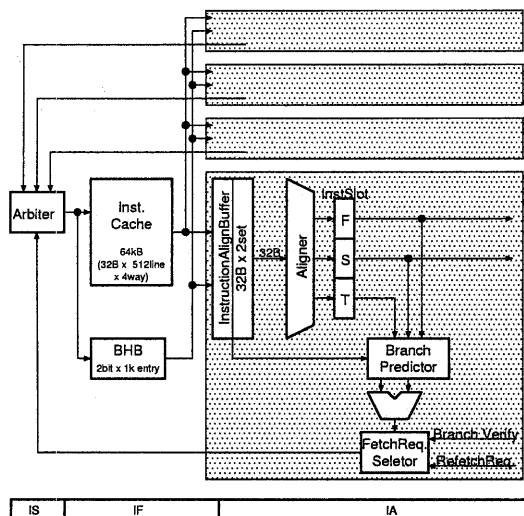 Arbiter
Inst.
Cache
64kB
(32B x 512line
x 4way)
BHB
2bit x 1k entry
InstructionAlignBuffer
32B x 2set
32B
Aligner
InstSlot
F
S
T
Branch
Predictor
FetchReq.
Seletor
Branch Verify
RefetchReq.
IS
IF
IA